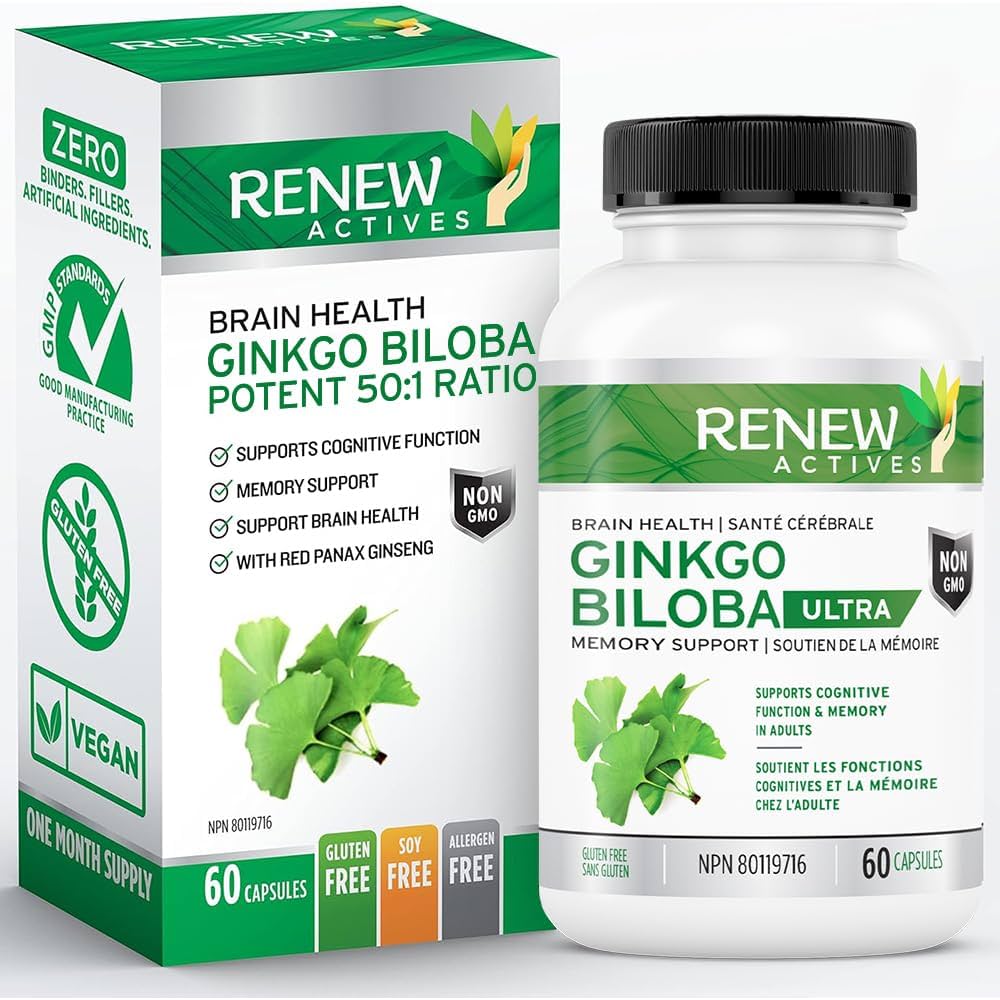 RENEW
ACTIVES
ZERO
BINDERS. FILLERS.
ARTIFICIAL INGREDIENTS.
GMP STANDARDS
GOOD MANUFACTURING
PRACTICE
GLUTEN FREE
VEGAN
ONE MONTH SUPPLY
RENEW
ACTIVES
BRAIN HEALTH
GINKGO BILOBA
POTENT 50:1 RATIO
SUPPORTS COGNITIVE FUNCTION
MEMORY SUPPORT
SUPPORT BRAIN HEALTH
WITH RED PANAX GINSENG
NON
GMO
NPN 80119716
60 CAPSULES
GLUTEN
FREE
SOY
FREE
ALLERGEN
FREE
RENEW
ACTIVES
BRAIN HEALTH | SANTÉ CÉRÉBRALE
GINKGO
BILOBA ULTRA
NON
GMO
MEMORY SUPPORT | SOUTIEN DE LA MÉMOIRE
SUPPORTS COGNITIVE
FUNCTION & MEMORY
IN ADULTS
SOUTIENT LES FONCTIONS
COGNITIVES ET LA MÉMOIRE
CHEZ L'ADULTE
GLUTEN FREE
SANS GLUTEN
NPN 80119716
60 CAPSULES